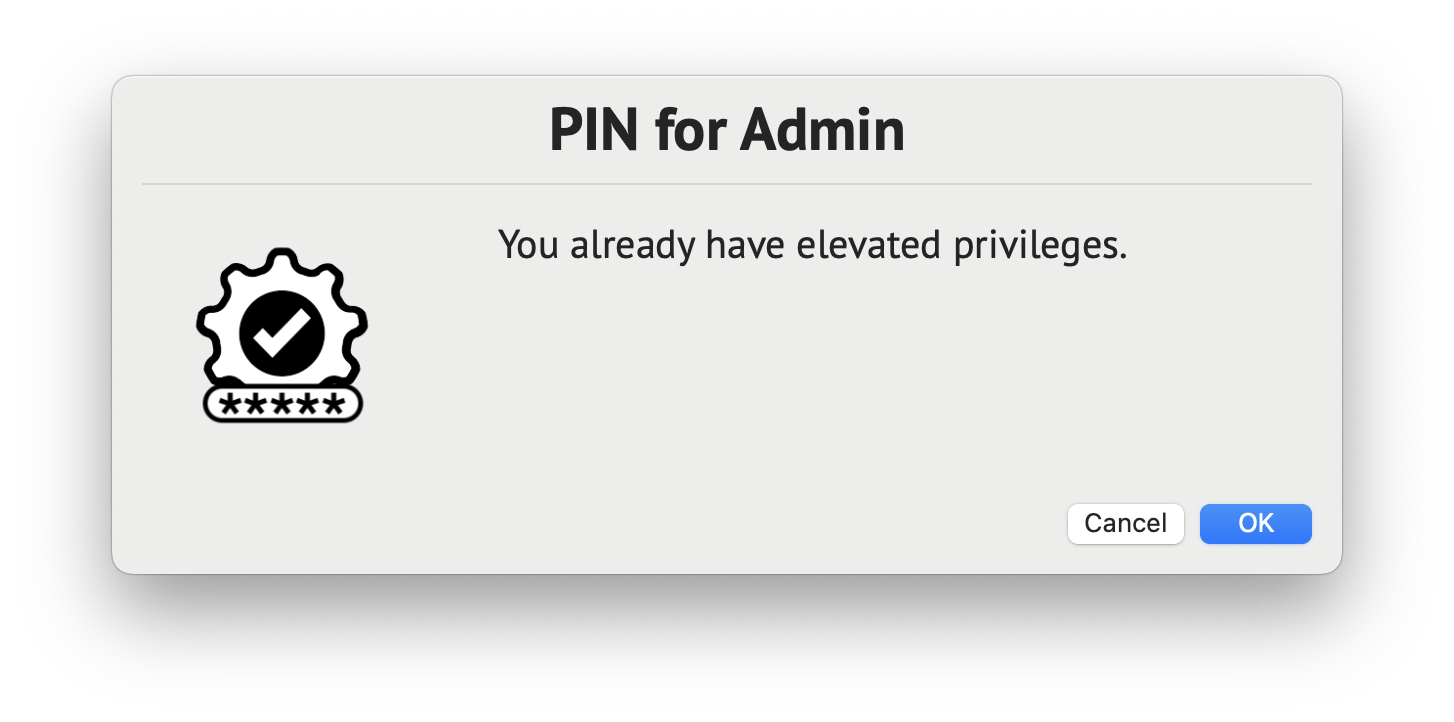 PIN for Admin
You already have elevated privileges.
*****
Cancel
OK